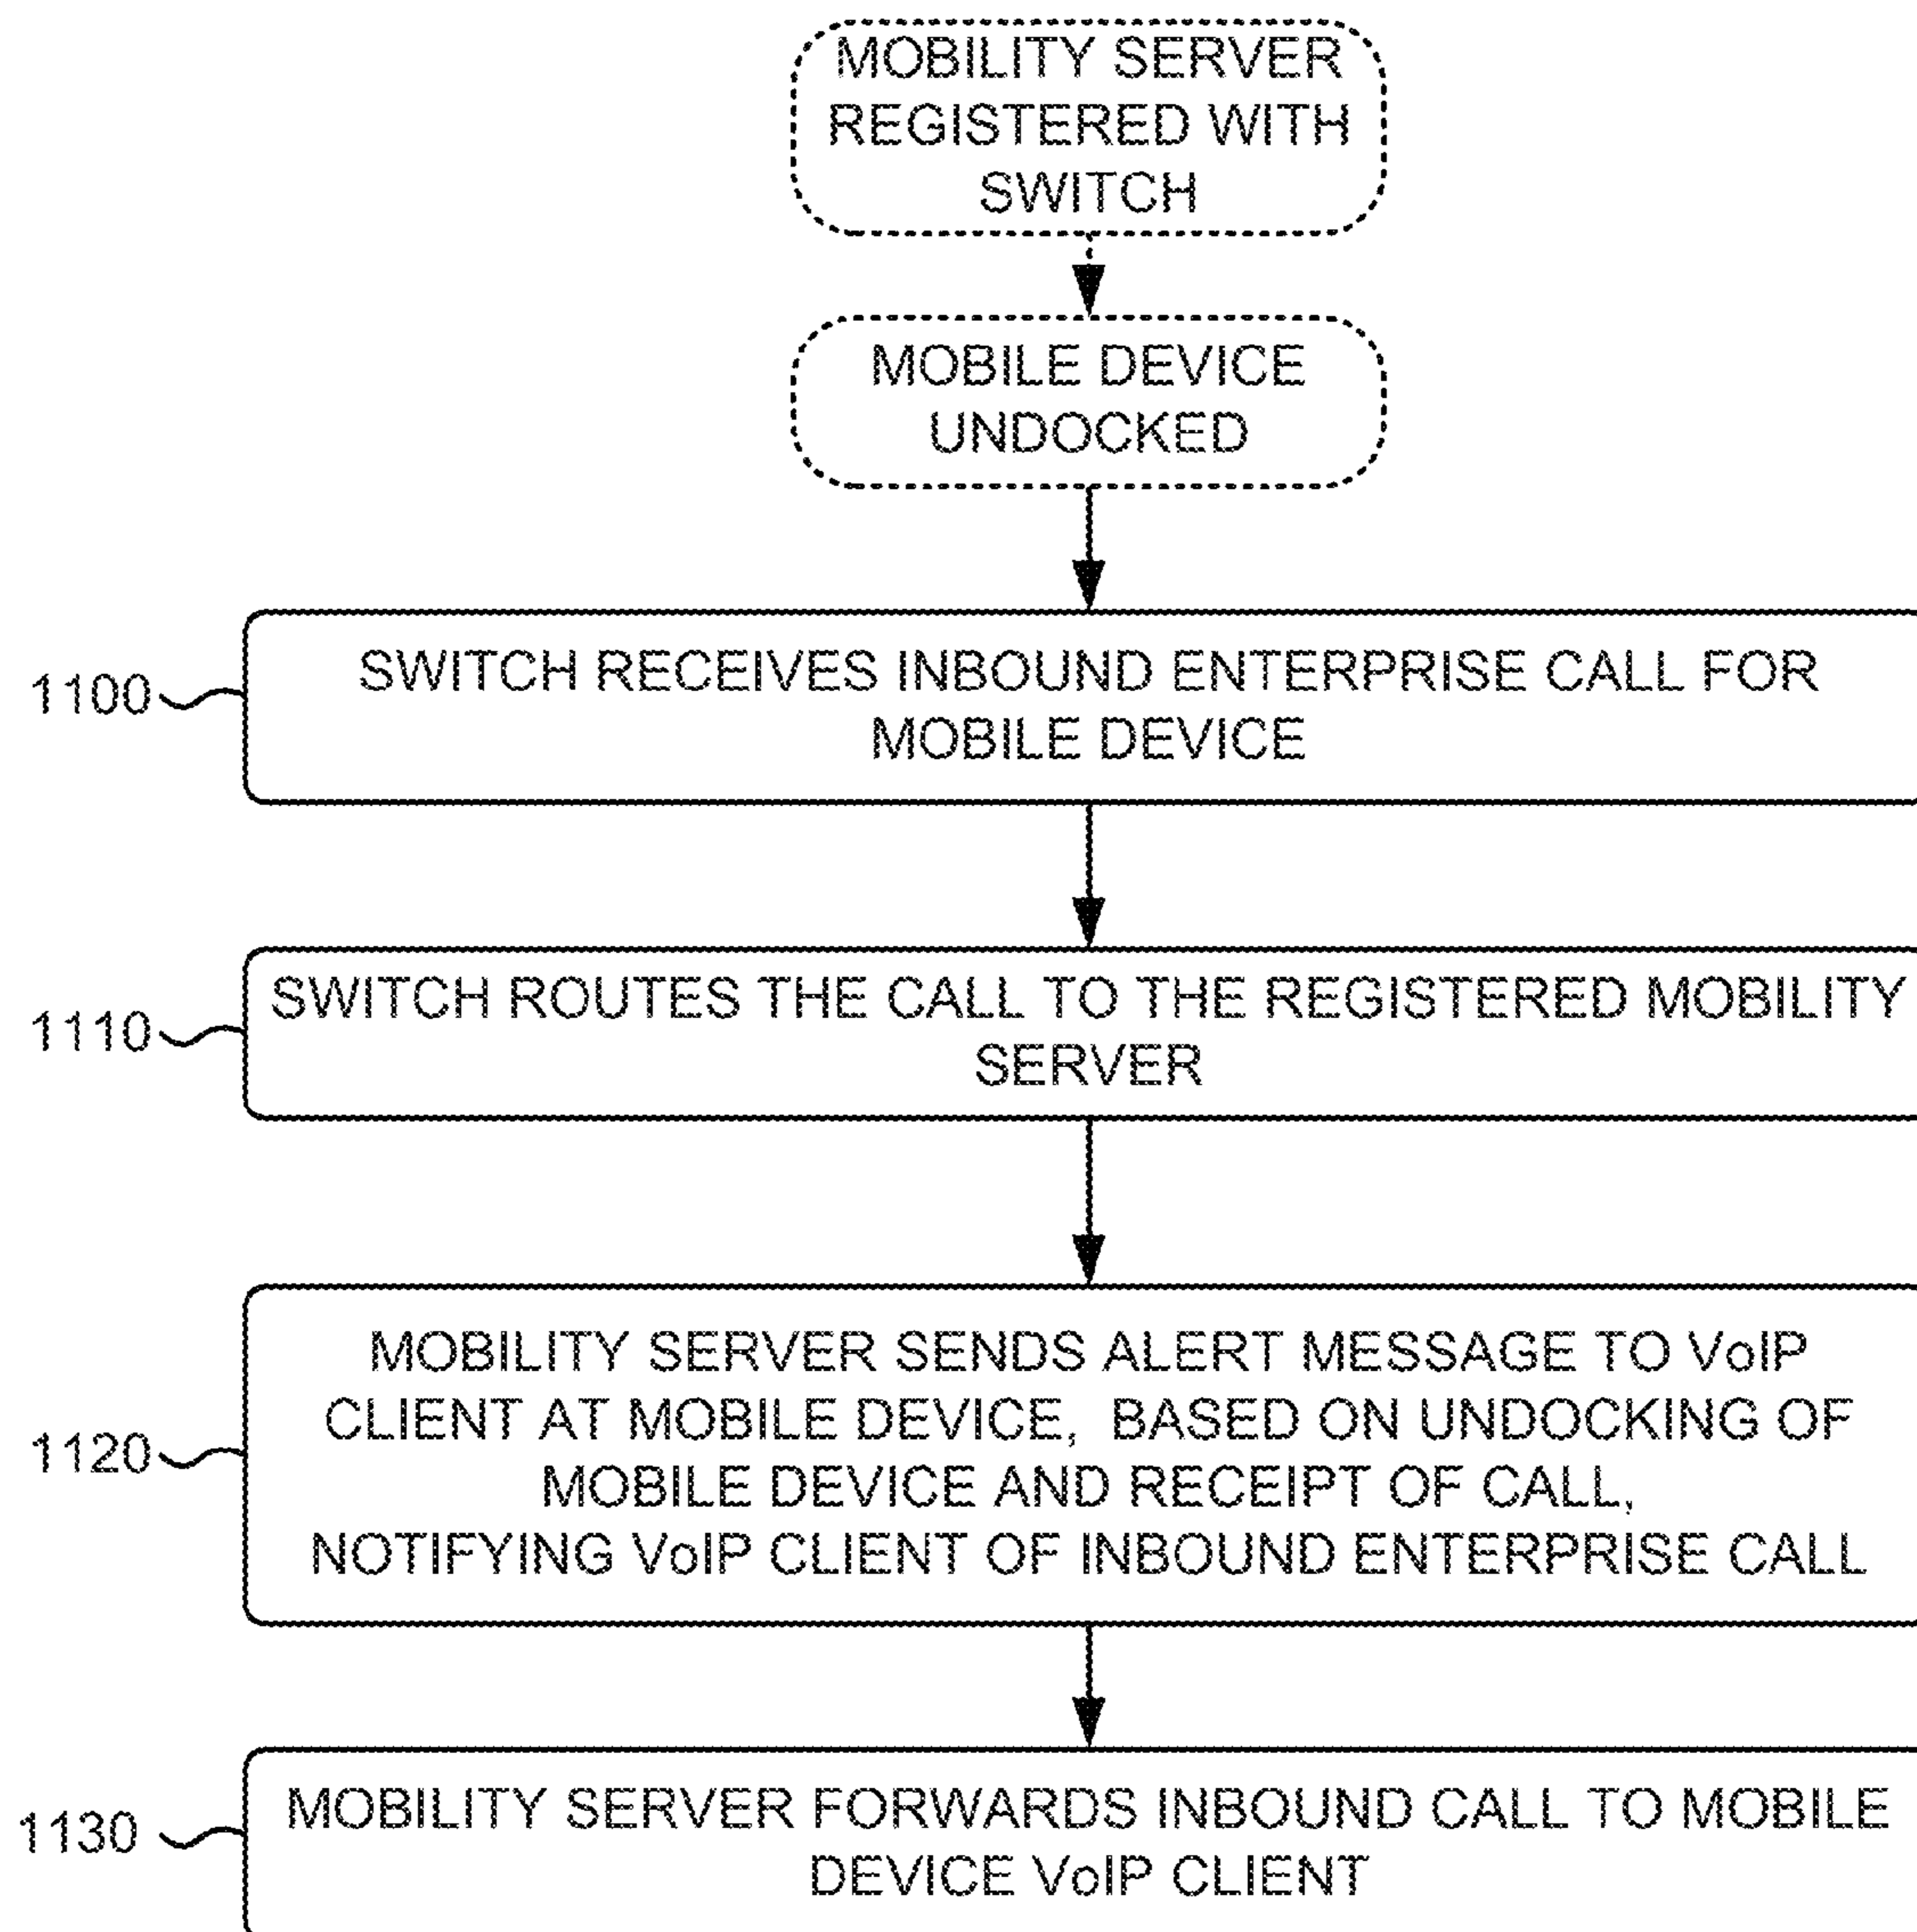 MOBILITY SERVER
REGISTERED WITH
SWITCH
MOBILE DEVICE
UNDOCKED
1100
SWITCH RECEIVES INBOUND ENTERPRISE CALL FOR
MOBILE DEVICE
1110
SWITCH ROUTES THE CALL TO THE REGISTERED MOBILITY
SERVER
1120
MOBILITY SERVER SENDS ALERT MESSAGE TO VoIP
CLIENT AT MOBILE DEVICE, BASED ON UNDOCKING OF
MOBILE DEVICE AND RECEIPT OF CALL,
NOTIFYING VoIP CLIENT OF INBOUND ENTERPRISE CALL
1130
MOBILITY SERVER FORWARDS INBOUND CALL TO MOBILE
DEVICE VoIP CLIENT